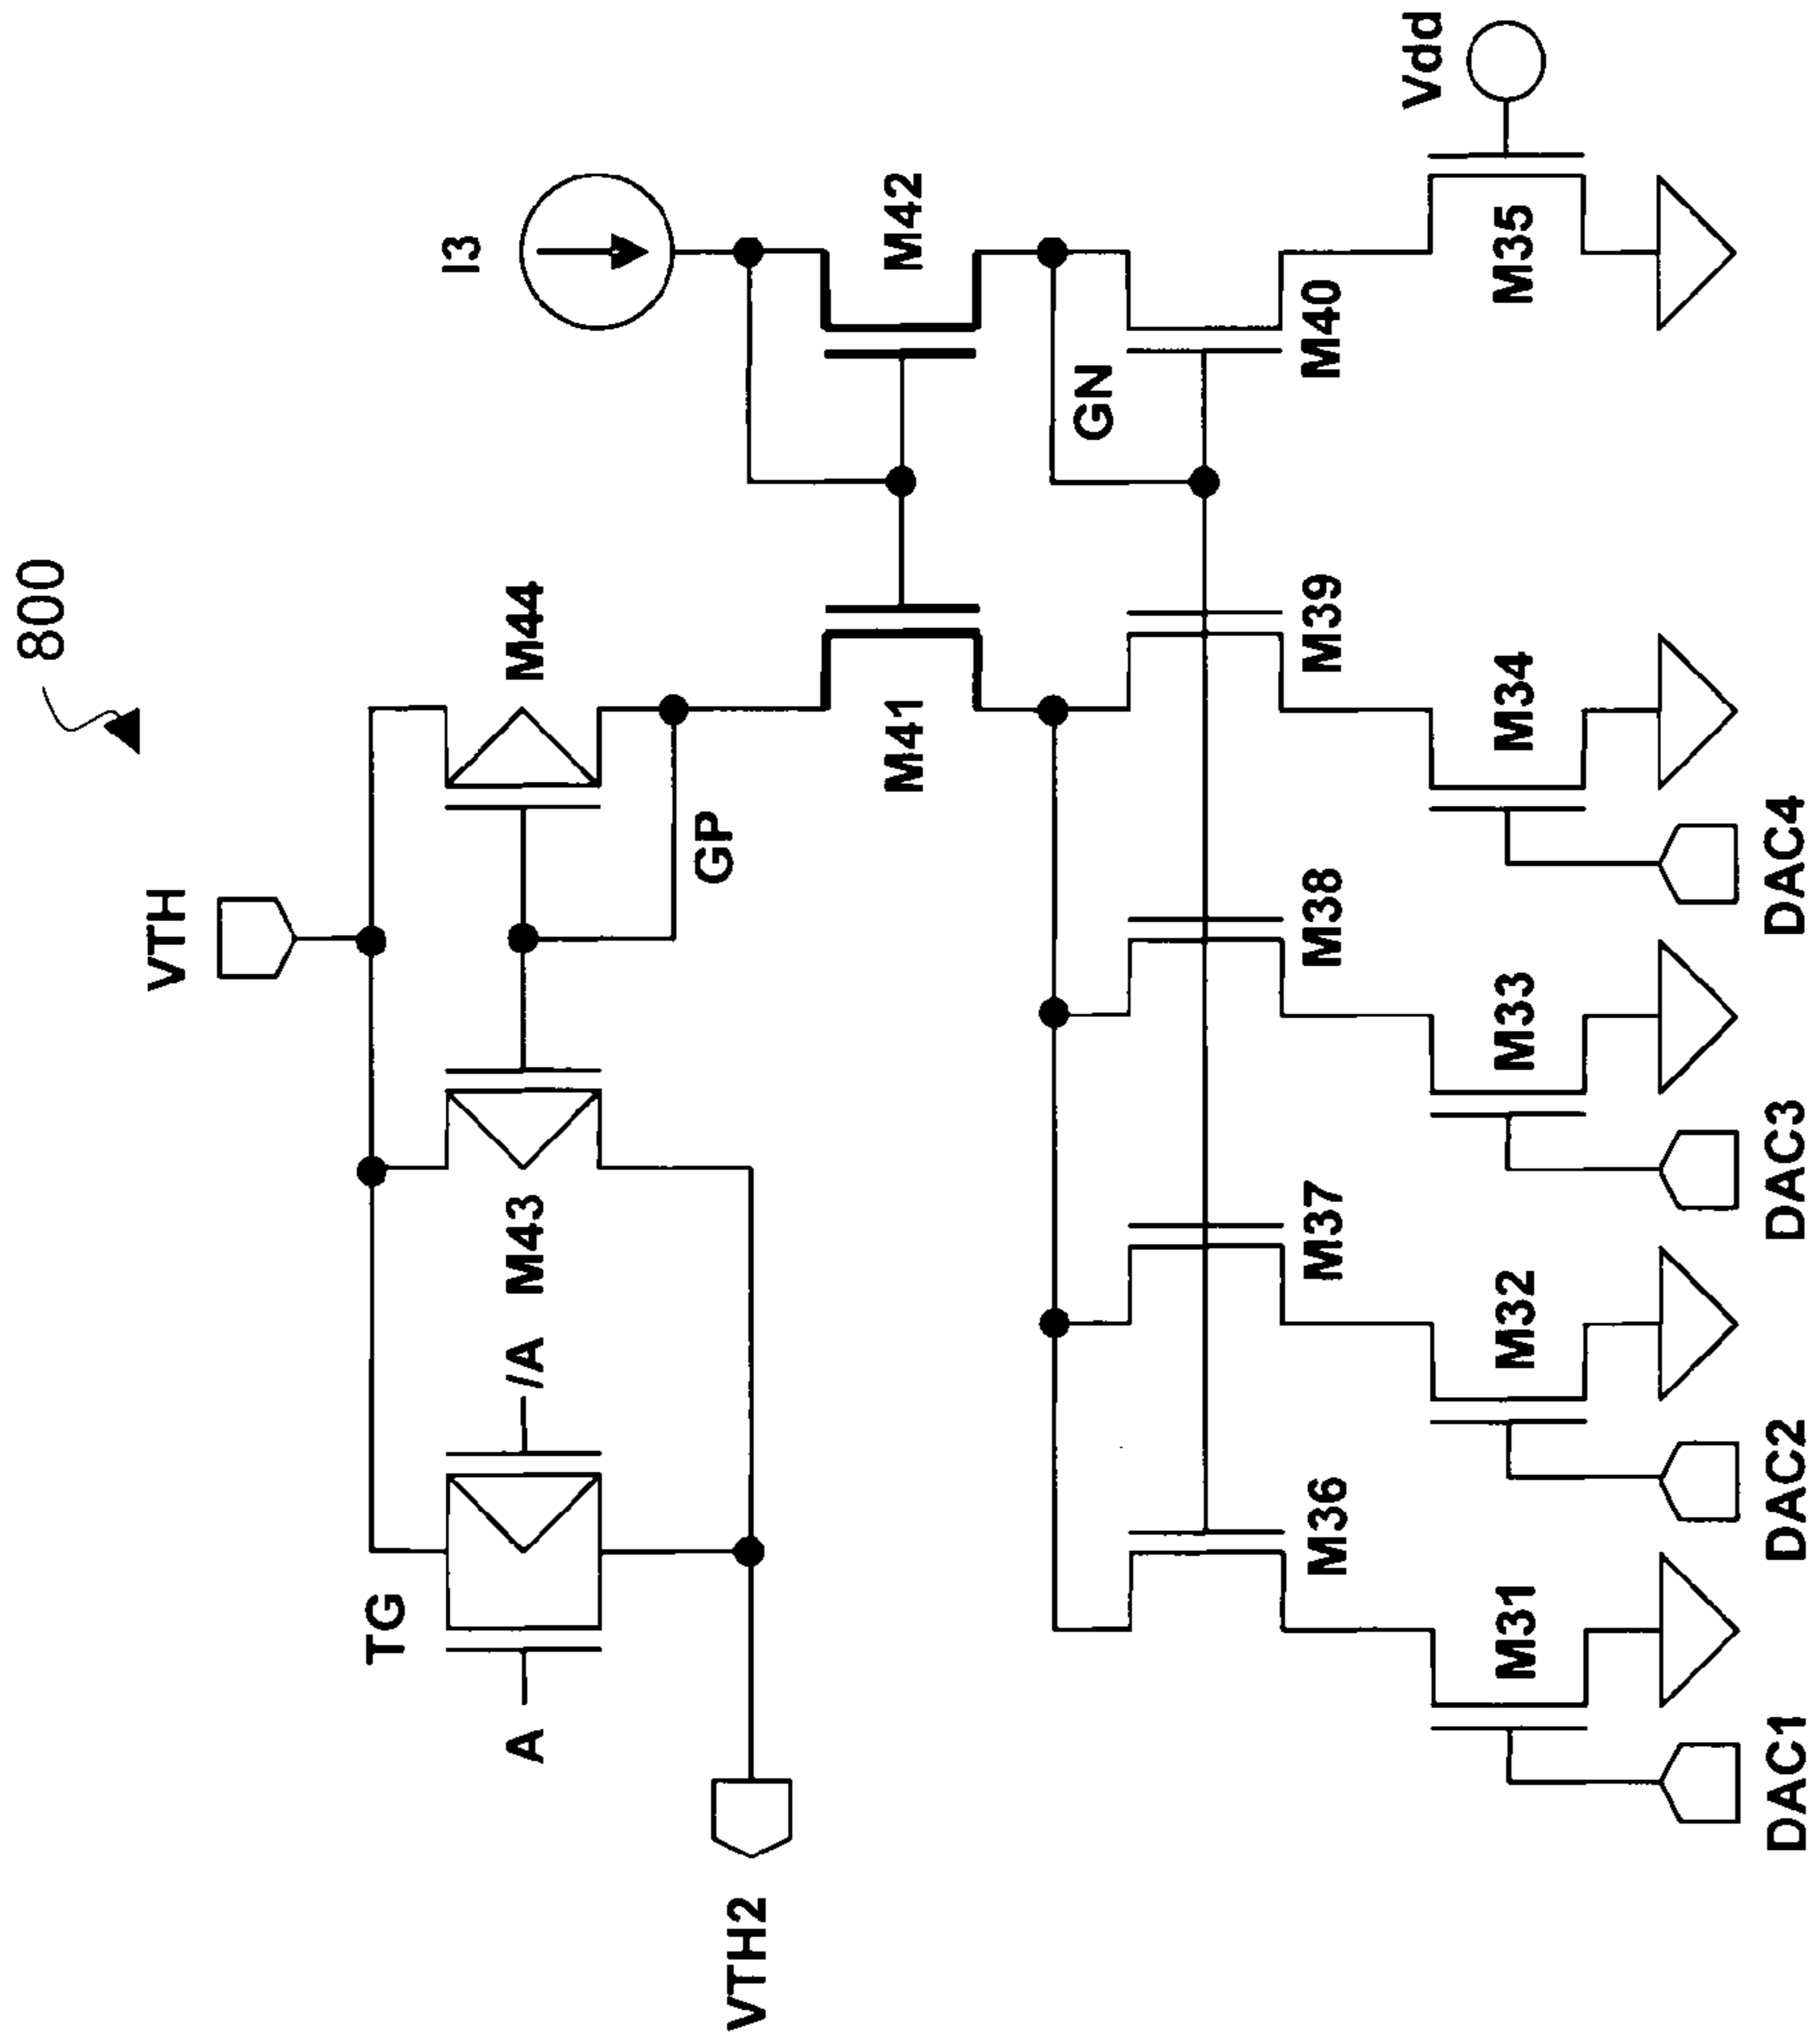 800
VTH
I3
M44
TG
A
/A
M43
GP
M42
M41
VTH2
GN
M40
M39
M38
M37
M36
Vdd
M35
M34
M33
M32
M31
DAC4
DAC3
DAC2
DAC1